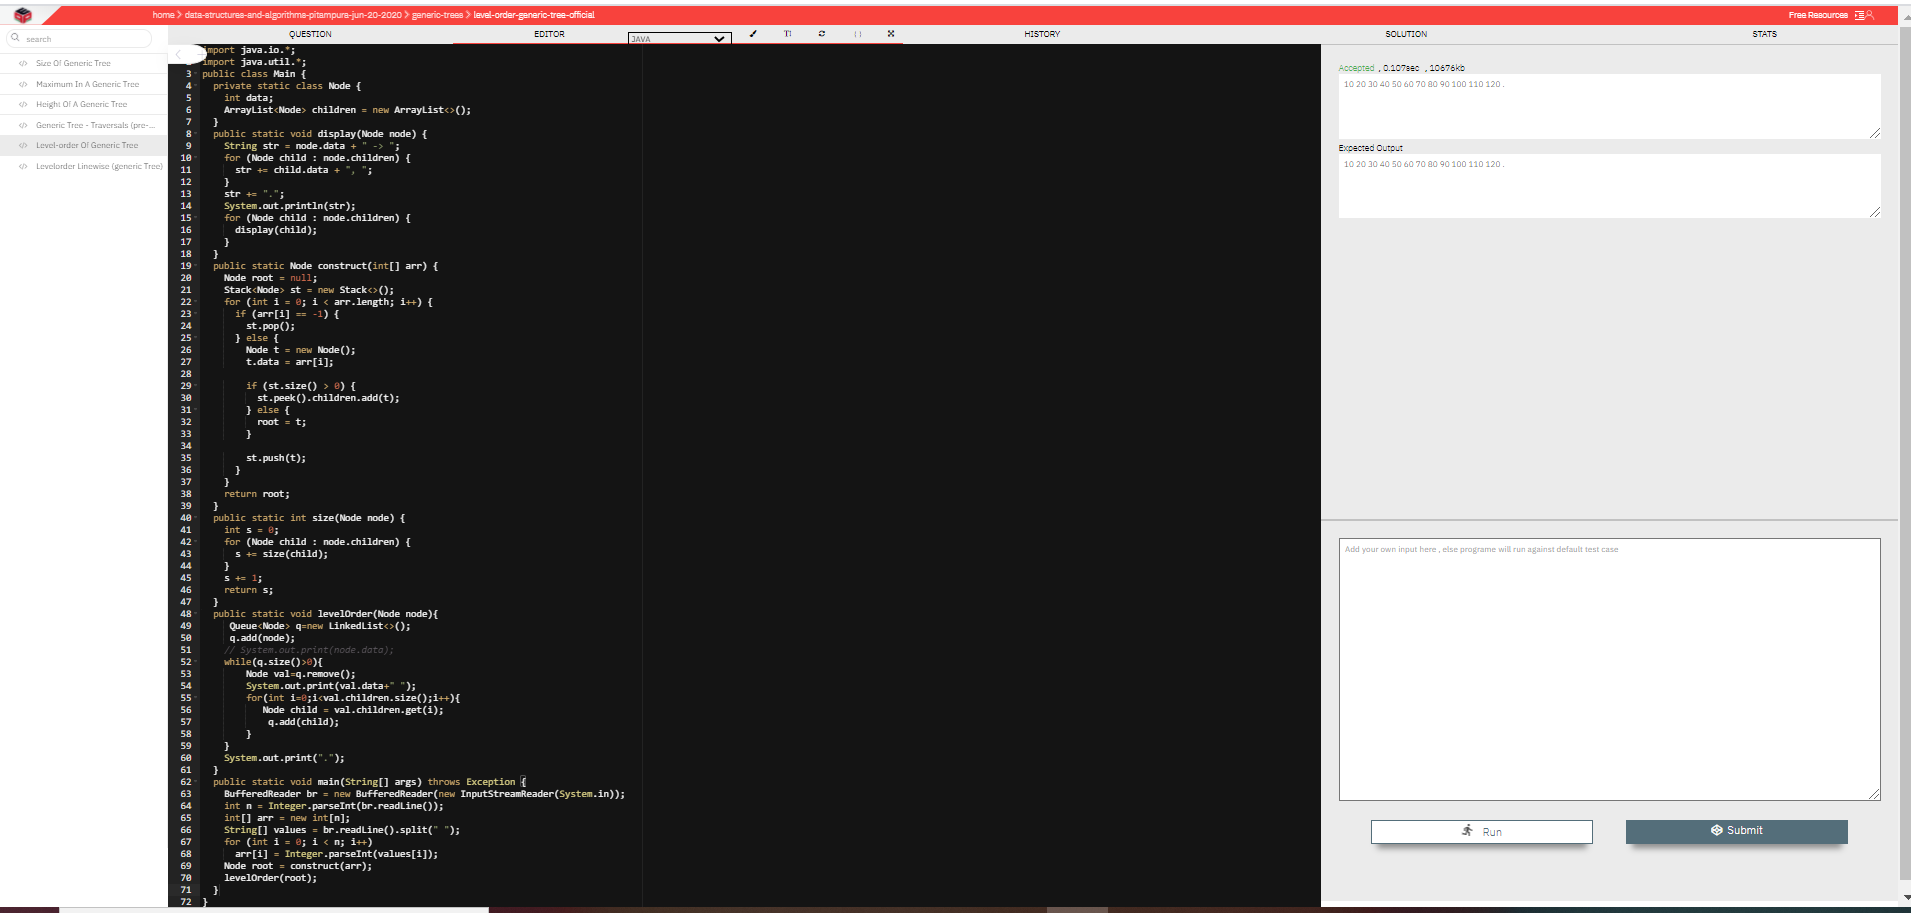 home > data-structures-and-algorithms-pitampura-jun-20-2020 > generic-trees > level-order-generic-tree-official
Free Resources
search
Size Of Generic Tree
Maximum In A Generic Tree
Height Of A Generic Tree
Generic Tree - Traversals (pre-...
Level-order Of Generic Tree
Levelorder Linewise (generic Tree)
QUESTION
EDITOR
JAVA
HISTORY
SOLUTION
STATS
import java.io.*;
import java.util.*;
3 public class Main {
4 private static class Node {
5 int data;
6 ArrayList<Node> children = new ArrayList<>();
7 }
8 public static void display(Node node) {
9 String str = node.data + " -> ";
10 for (Node child : node.children) {
11 str += child.data + ", ";
12 }
13 str += ".";
14 System.out.println(str);
15 for (Node child : node.children) {
16 display(child);
17 }
18 }
19 public static Node construct(int[] arr) {
20 Node root = null;
21 Stack<Node> st = new Stack<>();
22 for (int i = 0; i < arr.length; i++) {
23 if (arr[i] == -1) {
24 st.pop();
25 } else {
26 Node t = new Node();
27 t.data = arr[i];
28
29 if (st.size() > 0) {
30 st.peek().children.add(t);
31 } else {
32 root = t;
33 }
34
35 st.push(t);
36 }
37 }
38 return root;
39 }
40 public static int size(Node node) {
41 int s = 0;
42 for (Node child : node.children) {
43 s += size(child);
44 }
45 s += 1;
46 return s;
47 }
48 public static void levelOrder(Node node){
49 Queue<Node> q=new LinkedList<>();
50 q.add(node);
51 // System.out.print(node.data);
52 while(q.size()>0){
53 Node val=q.remove();
54 System.out.print(val.data+" ");
55 for(int i=0;i<val.children.size();i++){
56 Node child = val.children.get(i);
57 q.add(child);
58 }
59 }
60 System.out.print(".");
61 }
62 public static void main(String[] args) throws Exception {
63 BufferedReader br = new BufferedReader(new InputStreamReader(System.in));
64 int n = Integer.parseInt(br.readLine());
65 int[] arr = new int[n];
66 String[] values = br.readLine().split(" ");
67 for (int i = 0; i < n; i++)
68 arr[i] = Integer.parseInt(values[i]);
69 Node root = construct(arr);
70 levelOrder(root);
71 }
72 }
Accepted , 0.107sec , 10676kb
10 20 30 40 50 60 70 80 90 100 110 120 .
Expected Output
10 20 30 40 50 60 70 80 90 100 110 120 .
Add your own input here , else programe will run against default test case
Run
Submit